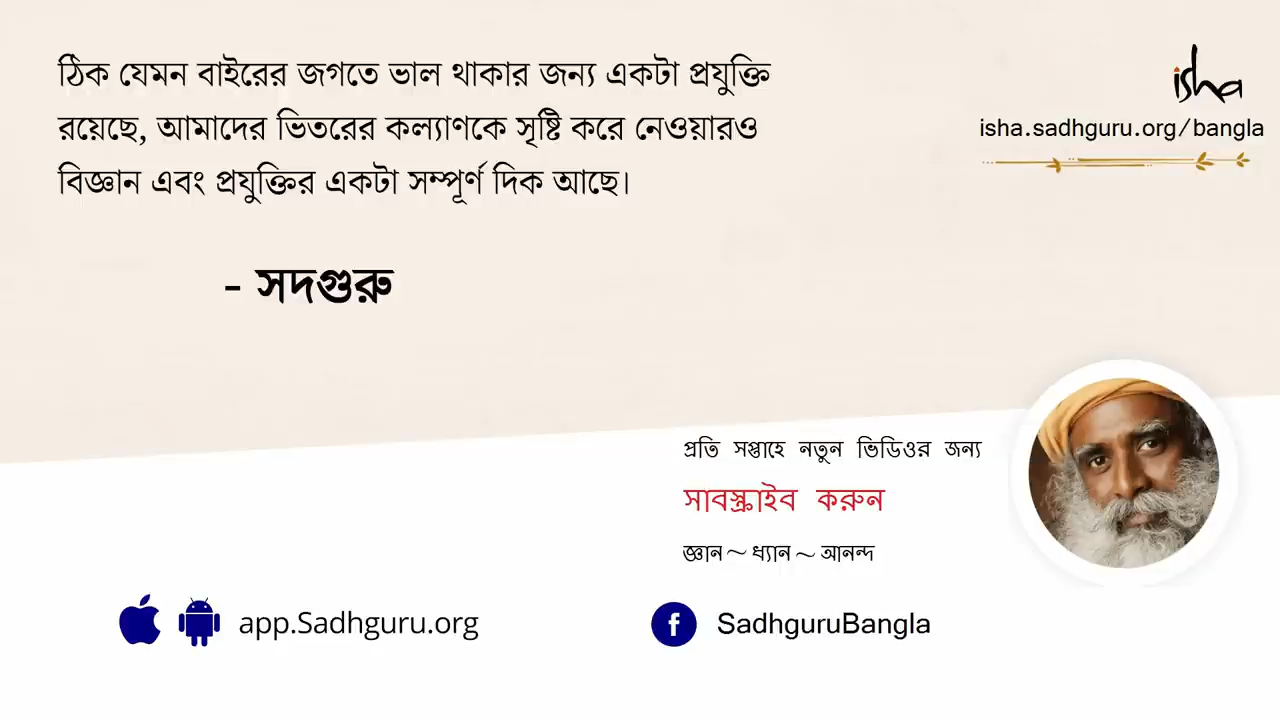 ঠিক যেমন বাইরের জগতে ভাল থাকার জন্য একটা প্রযুক্তি
রয়েছে, আমাদের ভিতরের কল্যাণকে সৃষ্টি করে নেওয়ারও
বিজ্ঞান এবং প্রযুক্তির একটা সম্পূর্ণ দিক আছে।
- সদগুরু
isha
isha.sadhguru.org/bangla
প্রতি সপ্তাহে নতুন ভিডিওর জন্য
সাবস্ক্রাইব করুন
জ্ঞান ~ ধ্যান ~ আনন্দ
app.Sadhguru.org
f SadhguruBangla